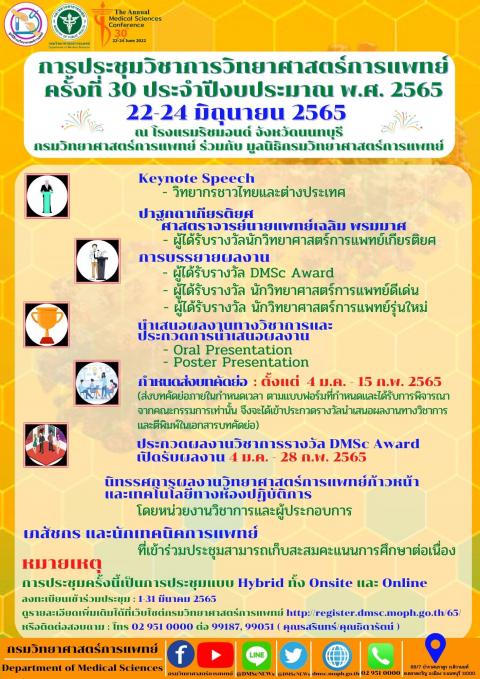 The Annual
Medical Sciences
Conference
30
22-24 June 2022
การประชุมวิชาการวิทยาศาสตร์การแพทย์
ครั้งที่ 30 ประจำปีงบประมาณ พ.ศ. 2565
22-24 มิถุนายน 2565
ณ โรงแรมริชมอนด์ จังหวัดนนทบุรี
กรมวิทยาศาสตร์การแพทย์ ร่วมกับ มูลนิธิกรมวิทยาศาสตร์การแพทย์
Keynote Speech
- วิทยากรชาวไทยและต่างประเทศ
ปาฐกถาเกียรติยศ
ศาสตราจารย์นายแพทย์เฉลิม พรมมาศ
- ผู้ได้รับรางวัลนักวิทยาศาสตร์การแพทย์เกียรติยศ
การบรรยายผลงาน
- ผู้ได้รับรางวัล DMSc Award
- ผู้ได้รับรางวัล นักวิทยาศาสตร์การแพทย์ดีเด่น
- ผู้ได้รับรางวัล นักวิทยาศาสตร์การแพทย์รุ่นใหม่
นำเสนอผลงานทางวิชาการและ
ประกวดการนำเสนอผลงาน
- Oral Presentation
- Poster Presentation
กำหนดส่งบทคัดย่อ : ตั้งแต่ 4 ม.ค. - 15 ก.พ. 2565
(ส่งบทคัดย่อภายในกำหนดเวลา ตามแบบฟอร์มที่กำหนดและได้รับการพิจารณา
จากคณะกรรมการเท่านั้น จึงจะได้เข้าประกวดรางวัลนำเสนอผลงานทางวิชาการ
และตีพิมพ์ในเอกสารบทคัดย่อ)
ประกวดผลงานวิชาการรางวัล DMSc Award
เปิดรับผลงาน 4 ม.ค. - 28 ก.พ. 2565
นิทรรศการผลงานวิทยาศาสตร์การแพทย์ก้าวหน้า
และเทคโนโลยีทางห้องปฏิบัติการ
โดยหน่วยงานวิชาการและผู้ประกอบการ
เภสัชกร และนักเทคนิคการแพทย์
ที่เข้าร่วมประชุมสามารถเก็บสะสมคะแนนการศึกษาต่อเนื่อง
หมายเหตุ
การประชุมครั้งนี้เป็นการประชุมแบบ Hybrid ทั้ง Onsite และ Online
ลงทะเบียนเข้าร่วมประชุม : 1-31 มีนาคม 2565
ดูรายละเอียดเพิ่มเติมได้ที่เว็บไซต์กรมวิทยาศาสตร์การแพทย์ http://register.dmsc.moph.go.th/65/
หรือติดต่อสอบถาม : โทร 02 951 0000 ต่อ 99187, 99051 ( คุณรสรินทร์/คุณธิดารัตน์ )
กรมวิทยาศาสตร์การแพทย์
Department of Medical Sciences
กรมวิทยาศาสตร์การแพทย์
@DMScNEWs
@DMScNEWs
dmsc.moph.go.th
02 951 0000